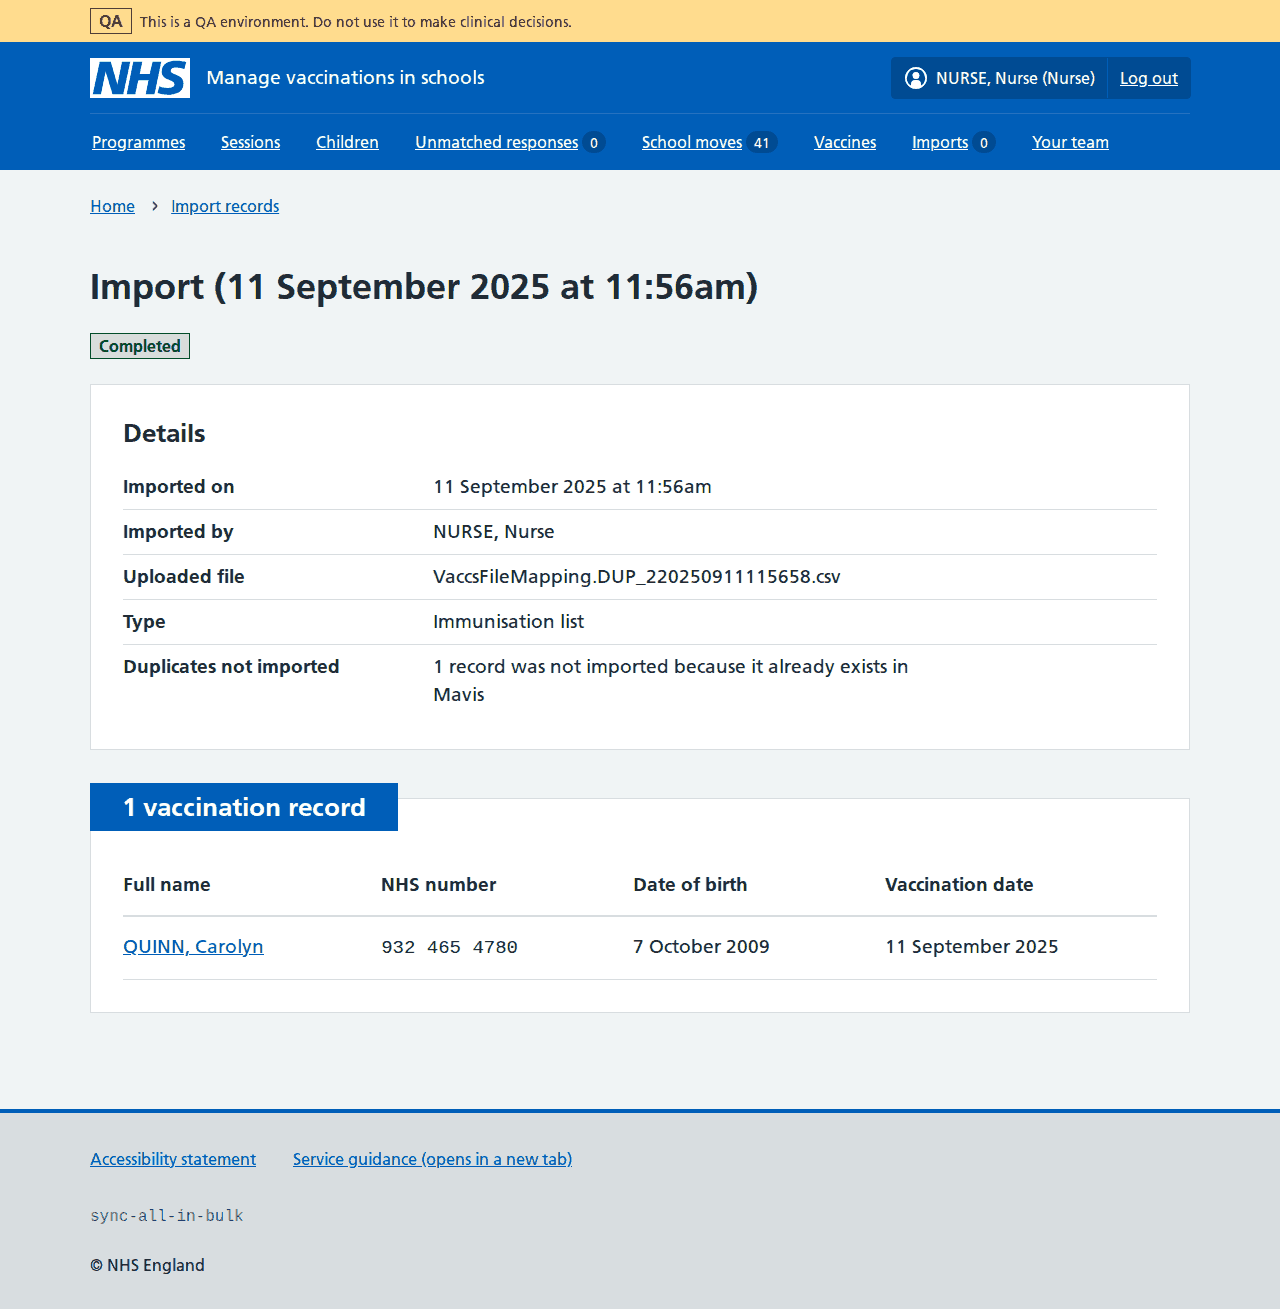 QA This is a QA environment. Do not use it to make clinical decisions.
NHS Manage vaccinations in schools NURSE, Nurse (Nurse) Log out
Programmes Sessions Children Unmatched responses 0 School moves 41 Vaccines Imports 0 Your team
Home Import records
Import (11 September 2025 at 11:56am)
Completed
Details
Imported on 11 September 2025 at 11:56am
Imported by NURSE, Nurse
Uploaded file VaccsFileMapping.DUP_220250911115658.csv
Type Immunisation list
Duplicates not imported 1 record was not imported because it already exists in
Mavis
1 vaccination record
Full name NHS number Date of birth Vaccination date
QUINN, Carolyn 932 465 4780 7 October 2009 11 September 2025
Accessibility statement Service guidance (opens in a new tab)
sync-all-in-bulk
© NHS England